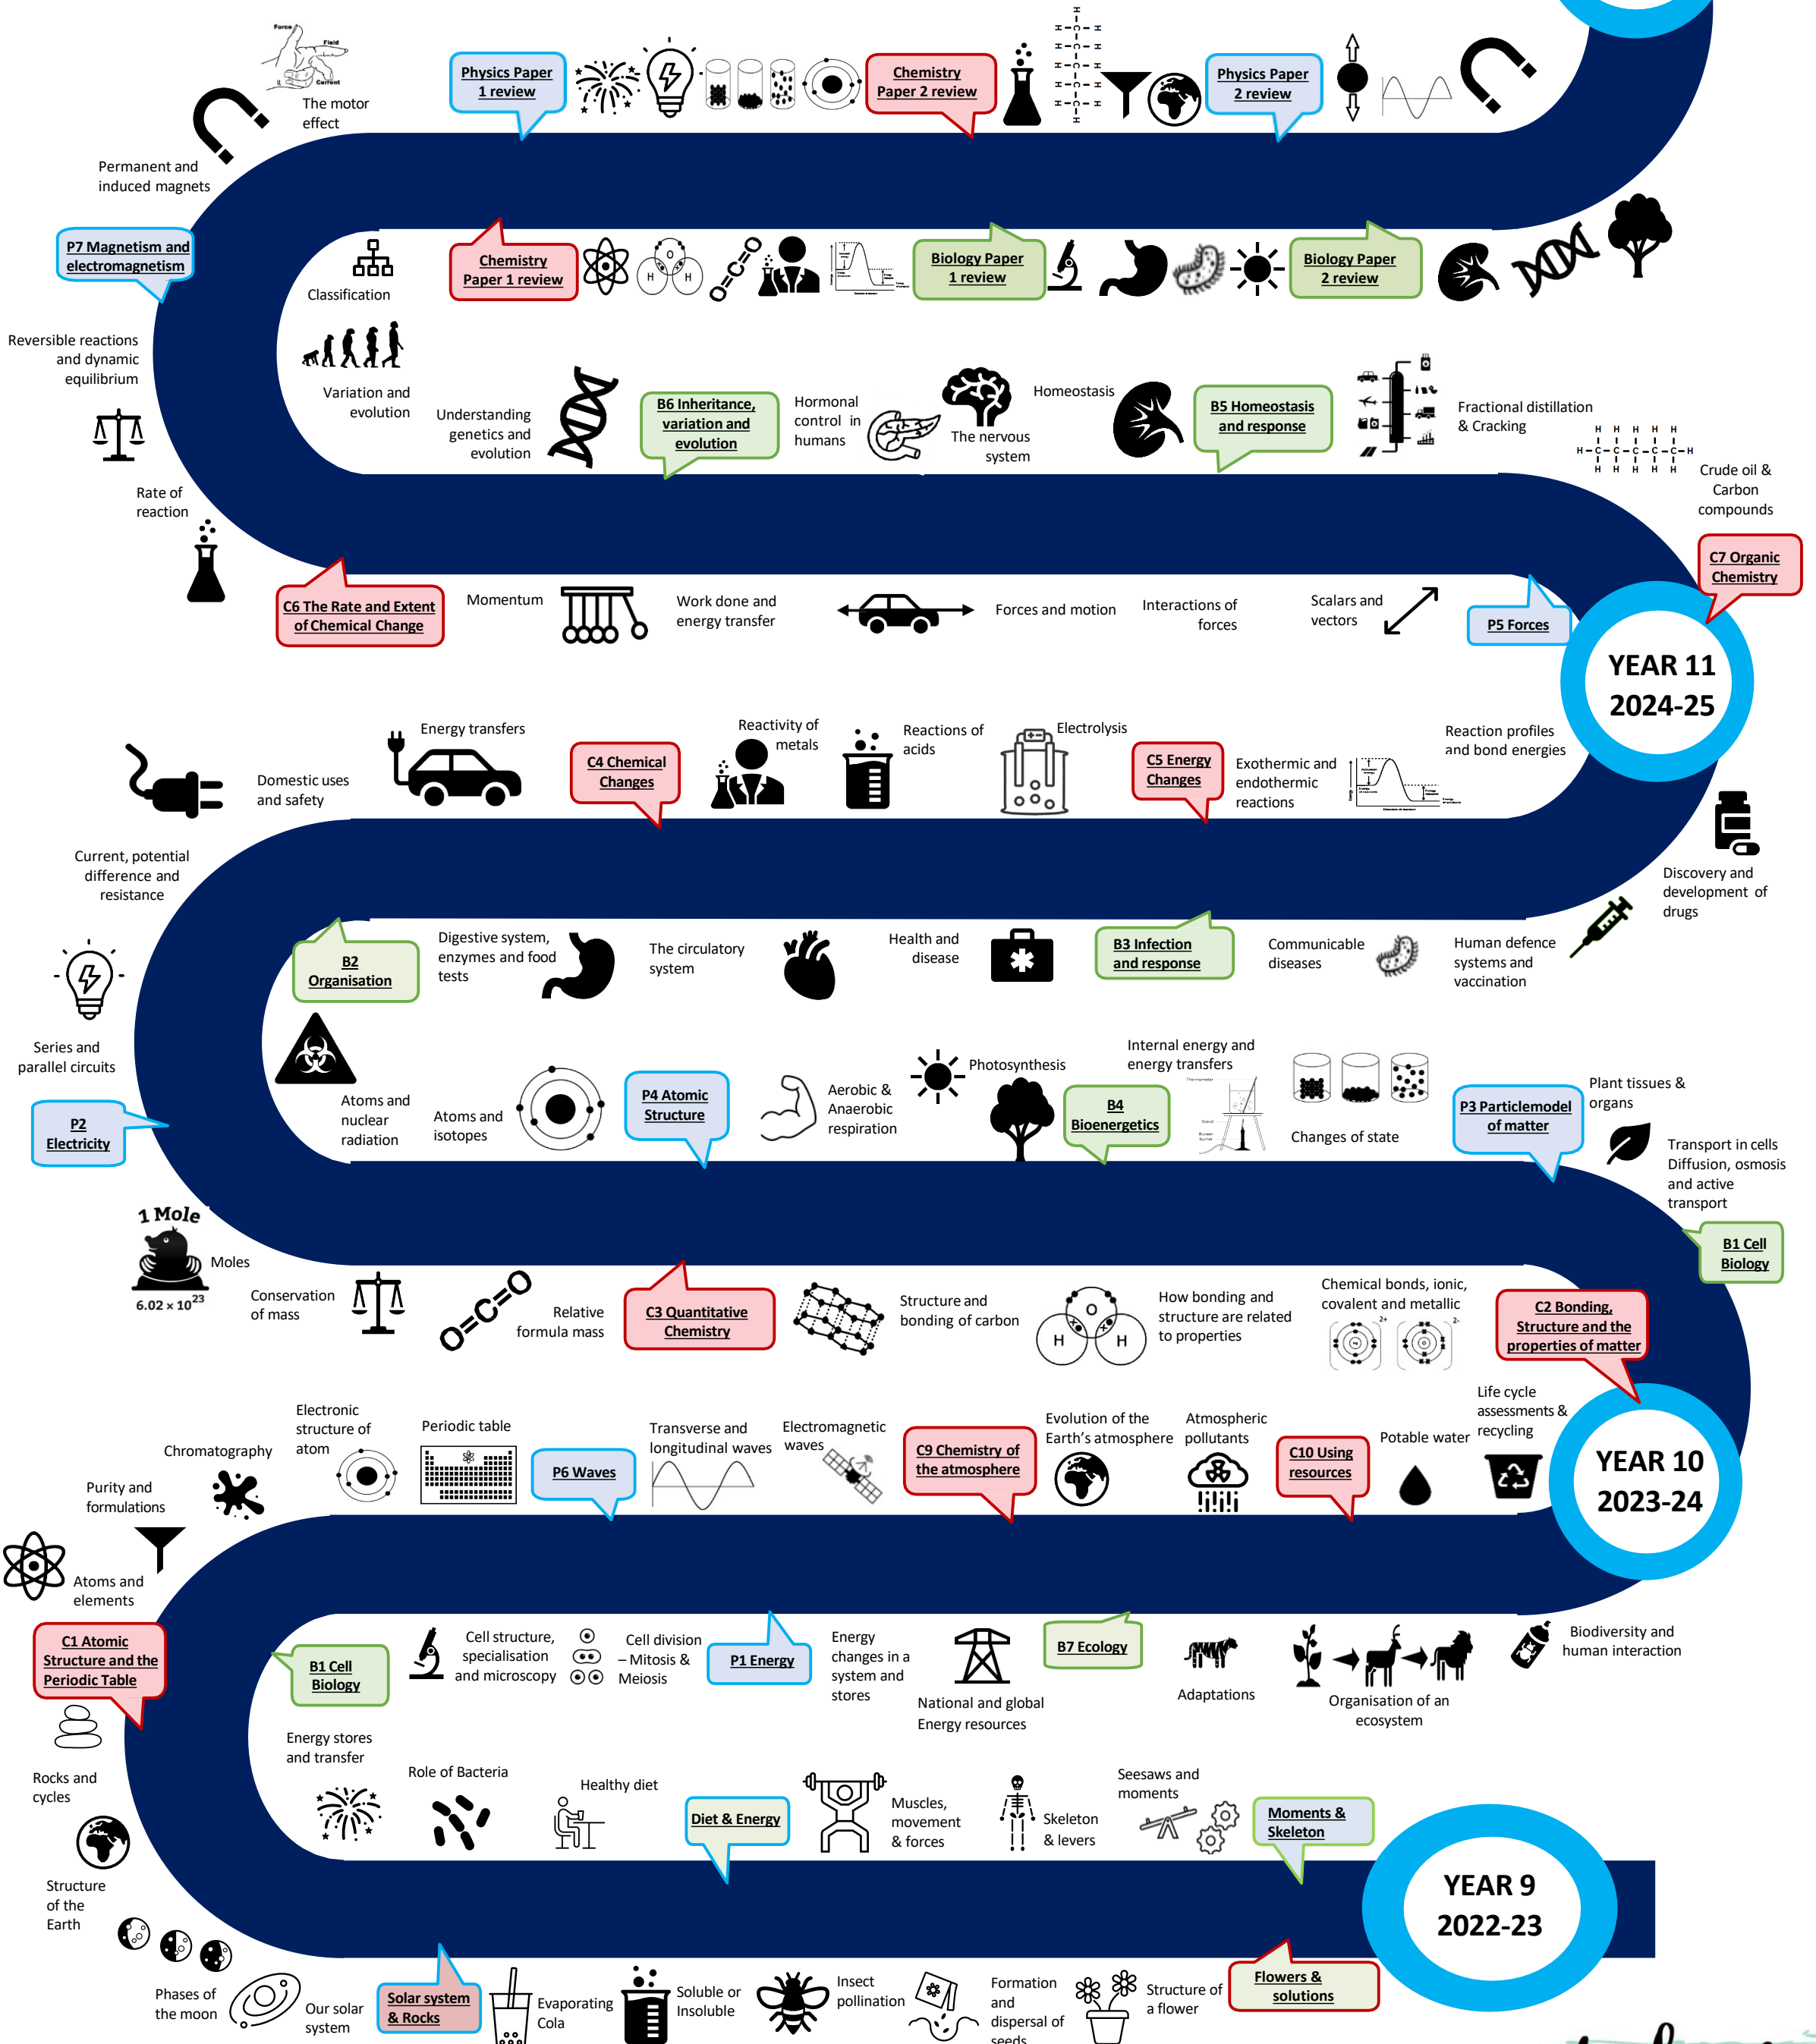 Force
Field
Current
The motor
effect
Permanent and
induced magnets
Physics Paper
1 review
Chemistry
Paper 2 review
Physics Paper
2 review
P7 Magnetism and
electromagnetism
Classification
Chemistry
Paper 1 review
O
H H
Biology Paper
1 review
Biology Paper
2 review
Reversible reactions
and dynamic
equilibrium
Variation and
evolution
Understanding
genetics and
evolution
B6 Inheritance,
variation and
evolution
Hormonal
control in
humans
The nervous
system
Homeostasis
B5 Homeostasis
and response
Fractional distillation
& Cracking
H H H H H
H-C-C-C-C-C-H
H H H H H
Crude oil &
Carbon
compounds
Rate of
reaction
C7 Organic
Chemistry
C6 The Rate and Extent
of Chemical Change
Momentum
Work done and
energy transfer
Forces and motion
Interactions of
forces
Scalars and
vectors
P5 Forces
YEAR 11
2024-25
Domestic uses
and safety
Energy transfers
C4 Chemical
Changes
Reactivity of
metals
Reactions of
acids
Electrolysis
C5 Energy
Changes
Exothermic and
endothermic
reactions
Reaction profiles
and bond energies
Current, potential
difference and
resistance
Discovery and
development of
drugs
B2
Organisation
Digestive system,
enzymes and food
tests
The circulatory
system
Health and
disease
B3 Infection
and response
Communicable
diseases
Human defence
systems and
vaccination
Series and
parallel circuits
P2
Electricity
Atoms and
nuclear
radiation
Atoms and
isotopes
P4 Atomic
Structure
Aerobic &
Anaerobic
respiration
Photosynthesis
B4
Bioenergetics
Internal energy and
energy transfers
Thermometer
Changes of state
P3 Particlemodel
of matter
Plant tissues &
organs
Transport in cells
Diffusion, osmosis
and active
transport
B1 Cell
Biology
1 Mole
6.02 × 10²³
Moles
Conservation
of mass
O=C=O
Relative
formula mass
C3 Quantitative
Chemistry
Structure and
bonding of carbon
O
H H
How bonding and
structure are related
to properties
Chemical bonds, ionic,
covalent and metallic
2+ 2-
C2 Bonding,
Structure and the
properties of matter
Purity and
formulations
Chromatography
Electronic
structure of
atom
Periodic table
P6 Waves
Transverse and
longitudinal waves
Electromagnetic
waves
C9 Chemistry of
the atmosphere
Evolution of the
Earth's atmosphere
Atmospheric
pollutants
C10 Using
resources
Potable water
Life cycle
assessments &
recycling
YEAR 10
2023-24
Atoms and
elements
C1 Atomic
Structure and the
Periodic Table
B1 Cell
Biology
Cell structure,
specialisation
and microscopy
Cell division
– Mitosis &
Meiosis
P1 Energy
Energy
changes in a
system and
stores
National and global
Energy resources
B7 Ecology
Adaptations
Organisation of an
ecosystem
Biodiversity and
human interaction
Rocks and
cycles
Energy stores
and transfer
Role of Bacteria
Healthy diet
Diet & Energy
Muscles,
movement
& forces
Skeleton
& levers
Seesaws and
moments
Moments &
Skeleton
YEAR 9
2022-23
Structure
of the
Earth
Phases of
the moon
Our solar
system
Solar system
& Rocks
Evaporating
Cola
Soluble or
Insoluble
Insect
pollination
Formation
and
dispersal of
seeds
Structure of
a flower
Flowers &
solutions